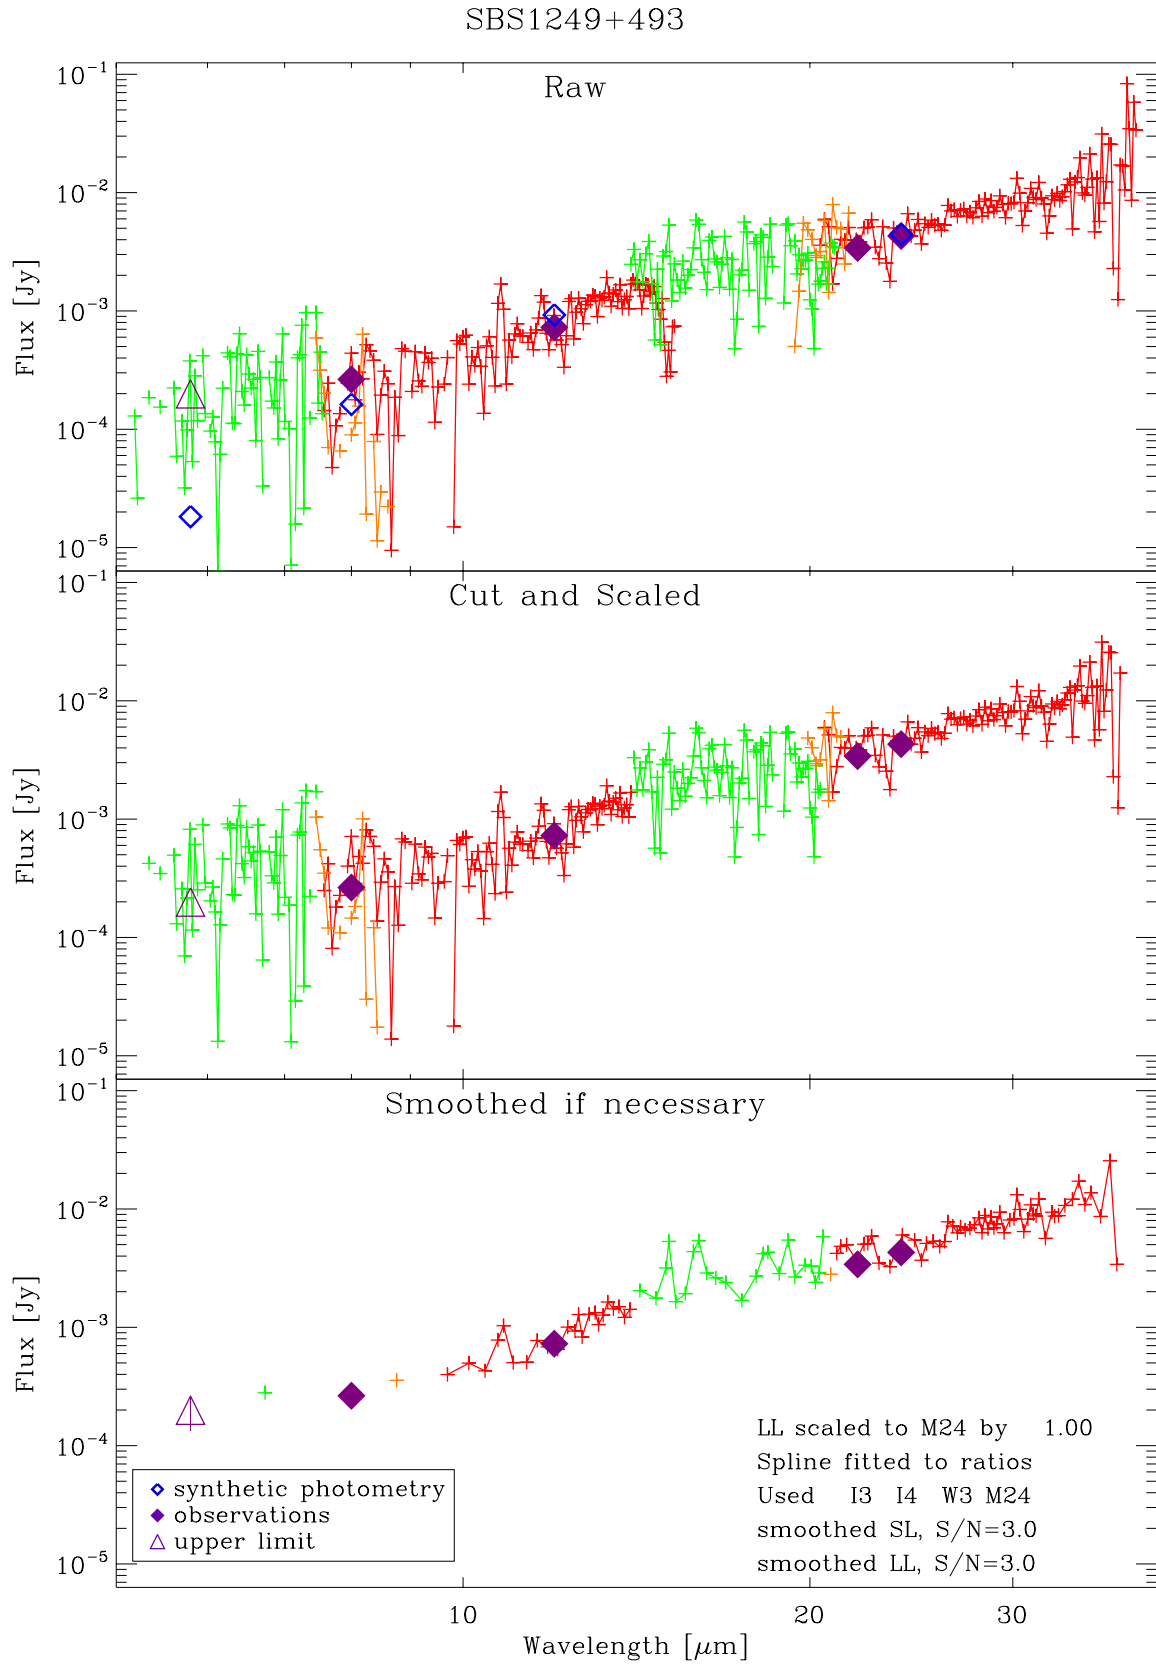 SBS1249+493
Raw
10⁻¹
10⁻²
10⁻³
10⁻⁴
10⁻⁵
Flux [Jy]
Cut and Scaled
10⁻¹
10⁻²
10⁻³
10⁻⁴
10⁻⁵
Flux [Jy]
Smoothed if necessary
10⁻¹
10⁻²
10⁻³
10⁻⁴
10⁻⁵
Flux [Jy]
LL scaled to M24 by 1.00
Spline fitted to ratios
Used I3 I4 W3 M24
smoothed SL, S/N=3.0
smoothed LL, S/N=3.0
synthetic photometry
observations
upper limit
10 20 30
Wavelength [μm]